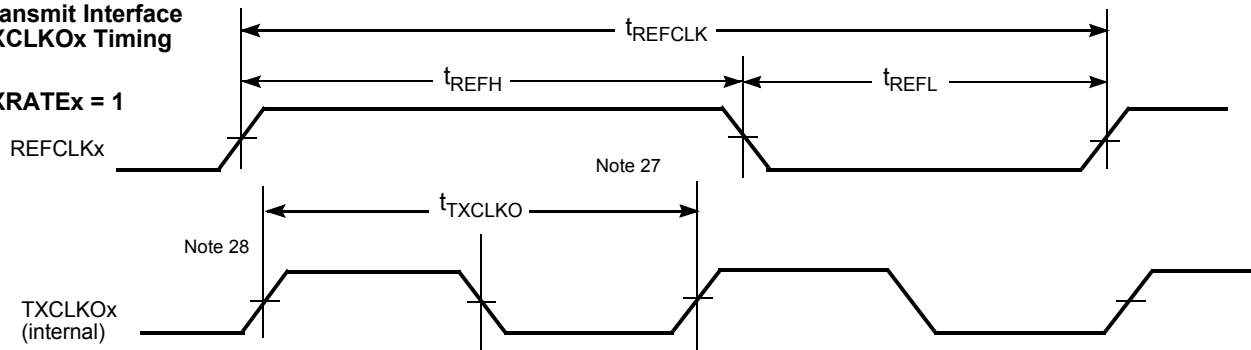 ansmit Interface
XCLKOx Timing
tREFCLK
tREFH
tREFL
XRATEx = 1
REFCLKx
Note 27
tTXCLKO
Note 28
TXCLKOx
(internal)